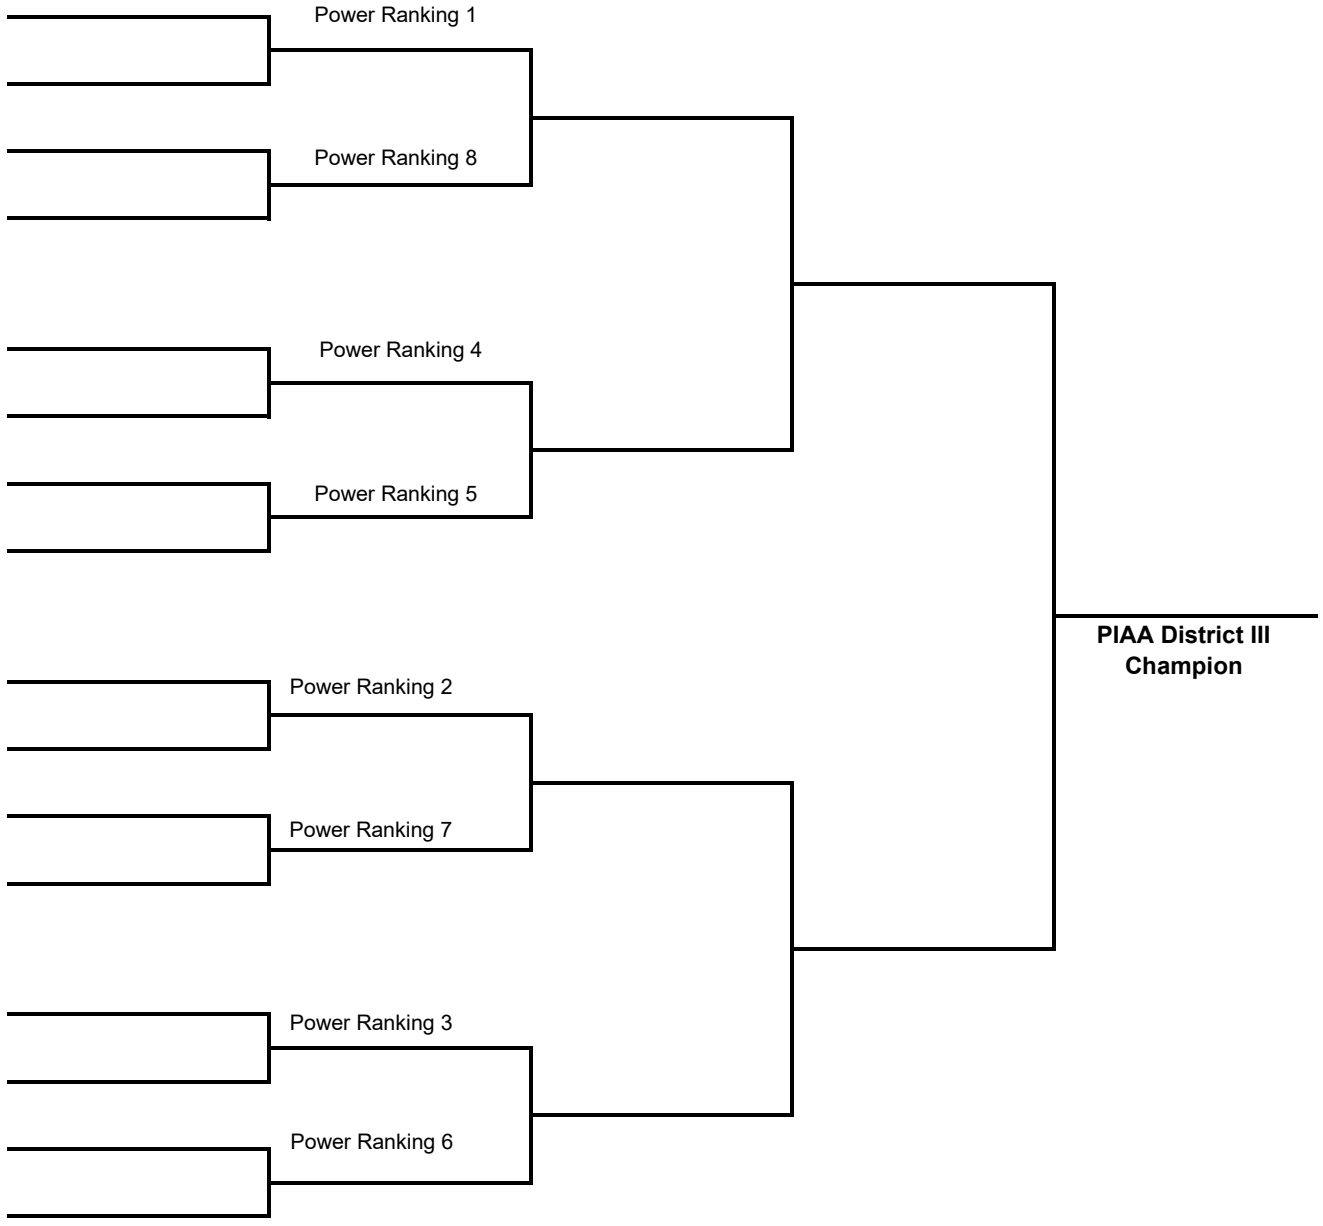 Power Ranking 1
Power Ranking 8
Power Ranking 4
Power Ranking 5
PIAA District III
Champion
Power Ranking 2
Power Ranking 7
Power Ranking 3
Power Ranking 6